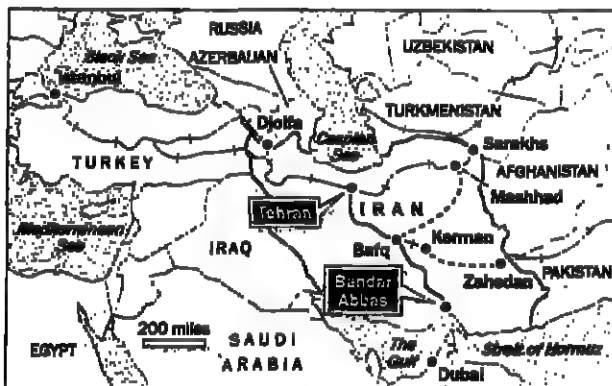 RUSSIA
Black Sea
AZERBAIJAN
UZBEKISTAN
Istanbul
TURKMENISTAN
Djolfa
Caspian
Sea
Sarakhs
TURKEY
AFGHANISTAN
Mashhad
Tehran
IRAN
Mediterranean
Sea
IRAQ
Bafq
Kerman
Zahedan
PAKISTAN
Bandar
Abbas
200 miles
EGYPT
SAUDI
ARABIA
The
Gulf
Strait of Hormuz
Dubai